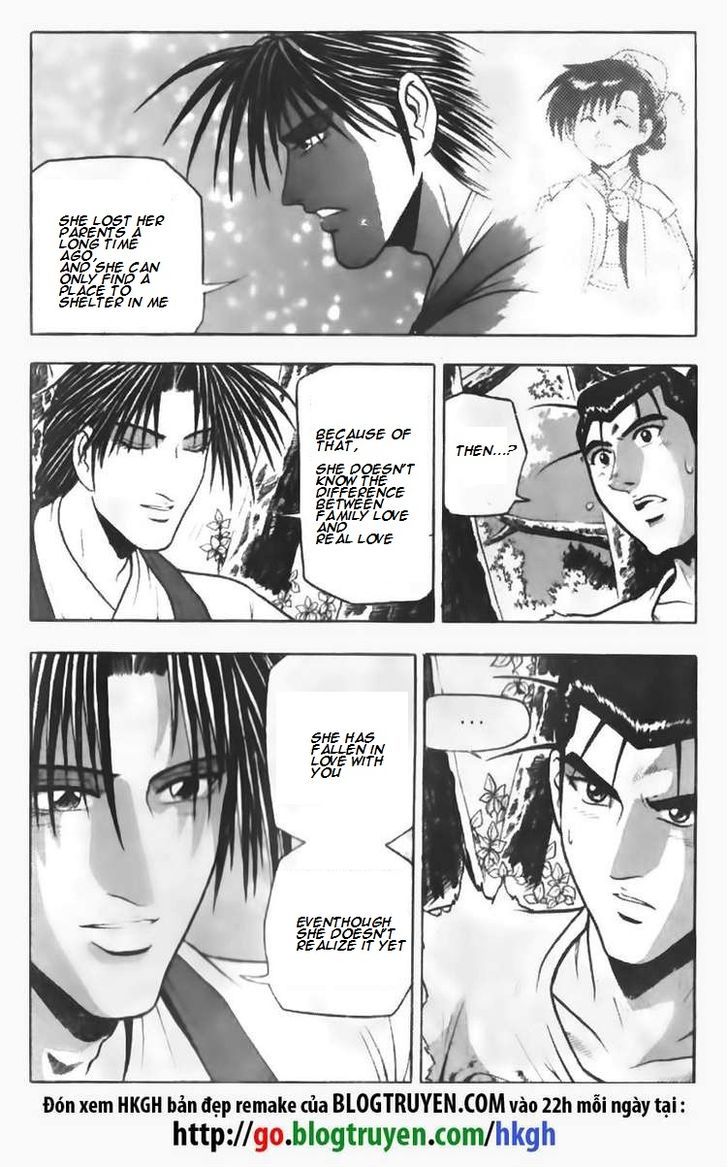 SHE LOST HER
PARENTS A
LONG TIME
AGO,
AND SHE CAN
ONLY FIND A
PLACE TO
SHELTER IN ME
BECAUSE OF
THAT,
SHE DOESN'T
KNOW THE
DIFFERENCE
BETWEEN
FAMILY LOVE
AND
REAL LOVE
THEN...?
SHE HAS
FALLEN IN
LOVE WITH
YOU
EVENTHOUGH
SHE DOESN'T
REALIZE IT YET
...
Đón xem HKGH bản đẹp remake của BLOGTRUYEN.COM vào 22h mỗi ngày tại :
http://go.blogtruyen.com/hkgh